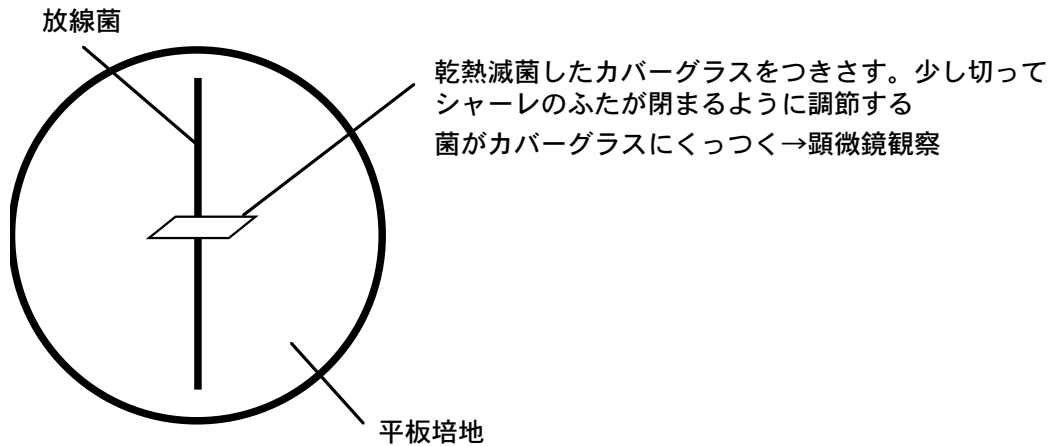 放線菌
乾熱滅菌したカバーグラスをつきさす。少し切って
シャーレのふたが閉まるように調節する
菌がカバーグラスにくっつく→顕微鏡観察
平板培地